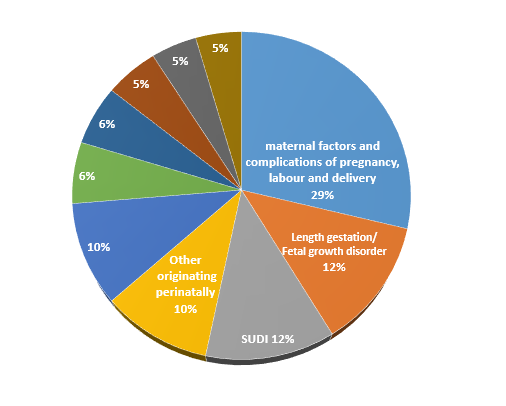 maternal factors and
complications of pregnancy,
labour and delivery
29%
Length gestation/
Fetal growth disorder
12%
SUDI 12%
Other
originating
perinatally
10%
10%
6%
6%
5%
5%
5%